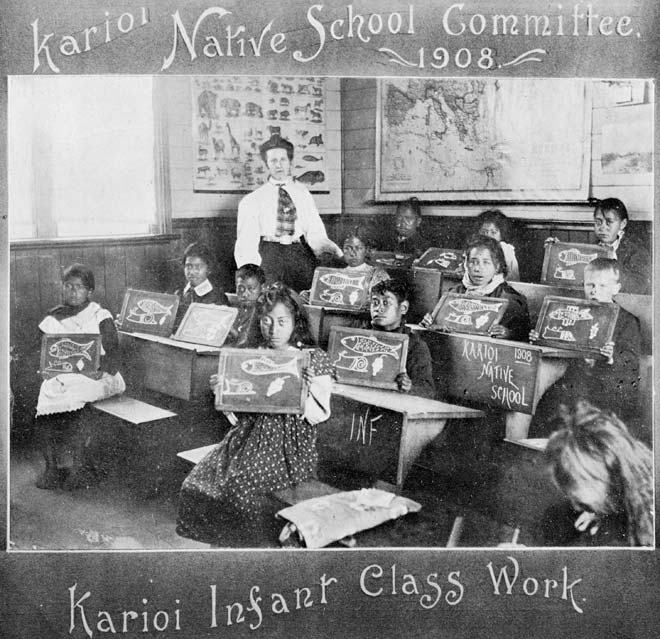 Karioi Native School Committee.
1908.
KARIOI 1908
NATIVE
SCHOOL
INF
Karioi Infant Class Work.